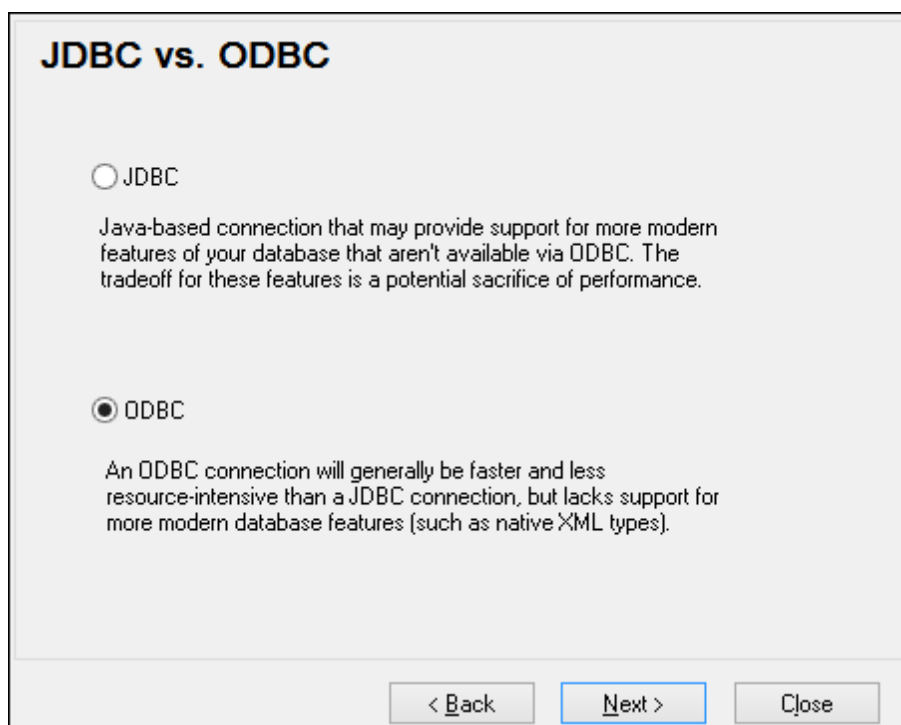 JDBC vs. ODBC
JDBC
Java-based connection that may provide support for more modern
features of your database that aren't available via ODBC. The
tradeoff for these features is a potential sacrifice of performance.
ODBC
An ODBC connection will generally be faster and less
resource-intensive than a JDBC connection, but lacks support for
more modern database features (such as native XML types).
< Back Next > Close